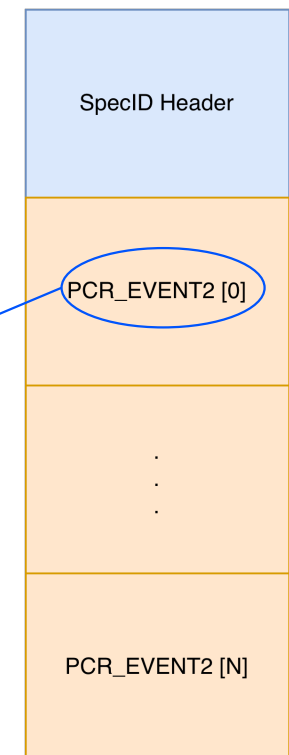 SpecID Header
PCR_EVENT2 [0]
.
.
.
PCR_EVENT2 [N]